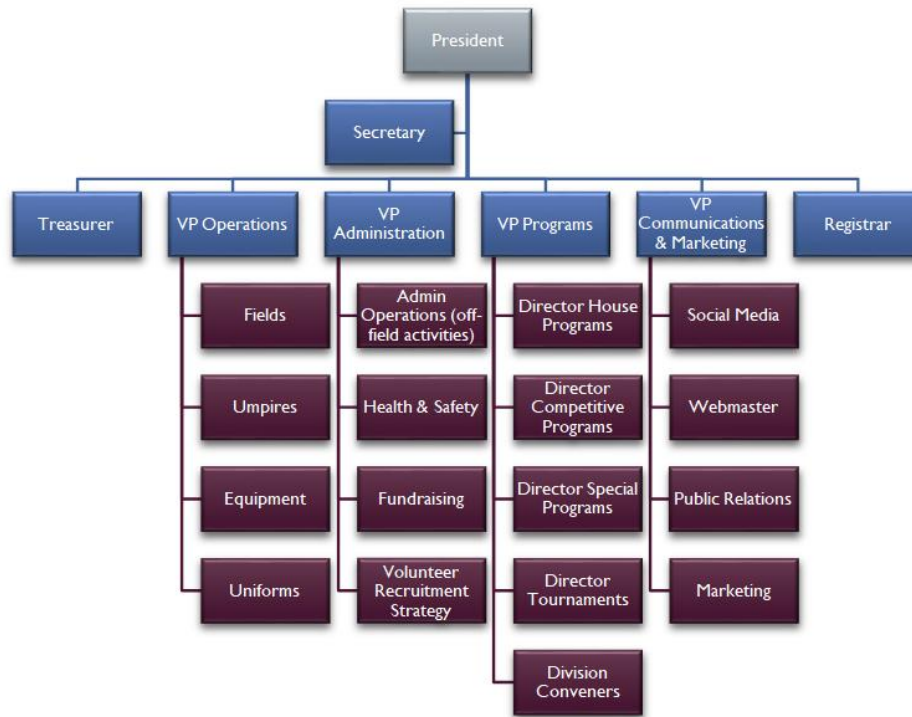 President
Secretary
Treasurer
VP Operations
VP
Administration
VP Programs
VP
Communications
& Marketing
Registrar
Fields
Umpires
Equipment
Uniforms
Admin
Operations (off-
field activities)
Health & Safety
Fundraising
Volunteer
Recruitment
Strategy
Director House
Programs
Director
Competitive
Programs
Director Special
Programs
Director
Tournaments
Division
Conveners
Social Media
Webmaster
Public Relations
Marketing